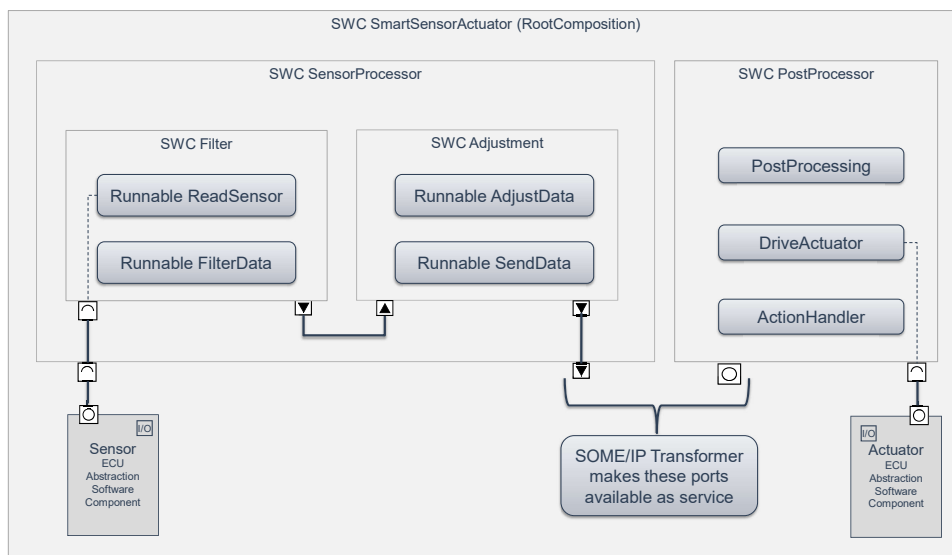 SWC SmartSensorActuator (RootComposition)
SWC SensorProcessor
SWC Filter
Runnable ReadSensor
Runnable FilterData
SWC Adjustment
Runnable AdjustData
Runnable SendData
SWC PostProcessor
PostProcessing
DriveActuator
ActionHandler
I/O
Sensor
ECU
Abstraction
Software
Component
SOME/IP Transformer
makes these ports
available as service
I/O
Actuator
ECU
Abstraction
Software
Component